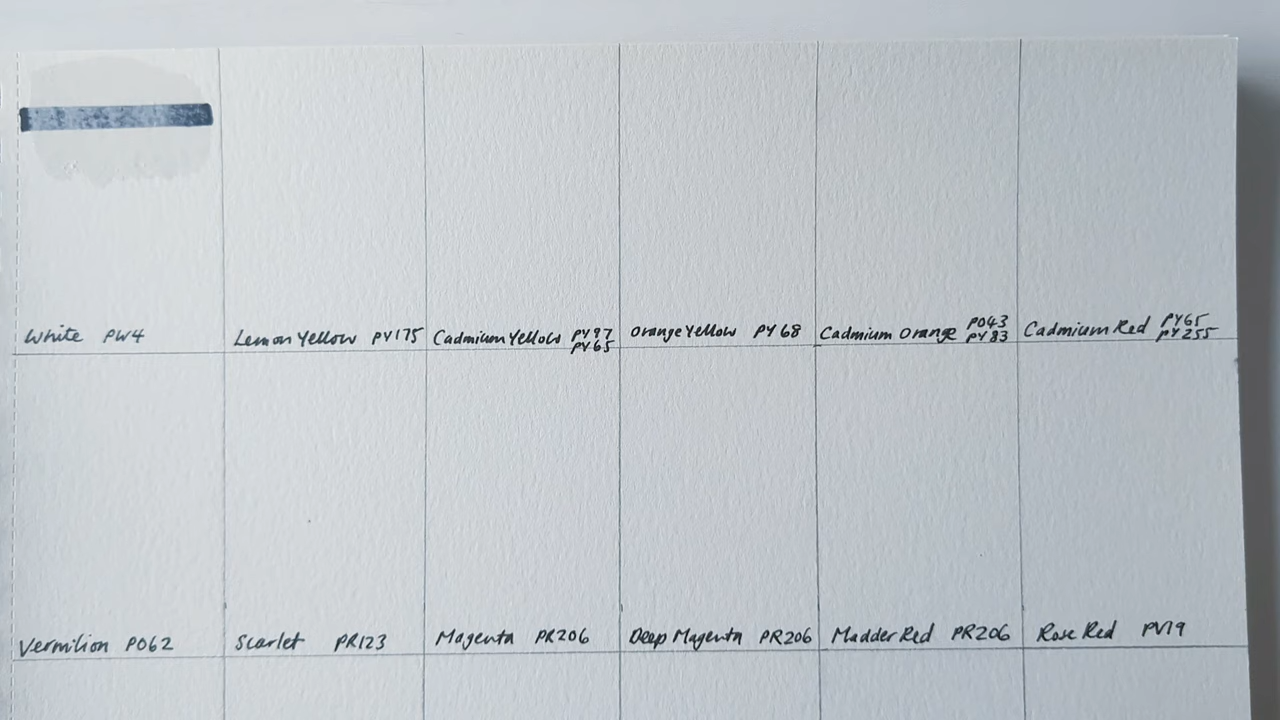 White PW4
Lemon Yellow PY175
Cadmium Yellow PY97 PY65
Orange Yellow PY68
Cadmium Orange PO43 PY83
Cadmium Red PY65 PY255
Vermilion PO62
Scarlet PR123
Magenta PR206
Deep Magenta PR206
Madder Red PR206
Rose Red PV19